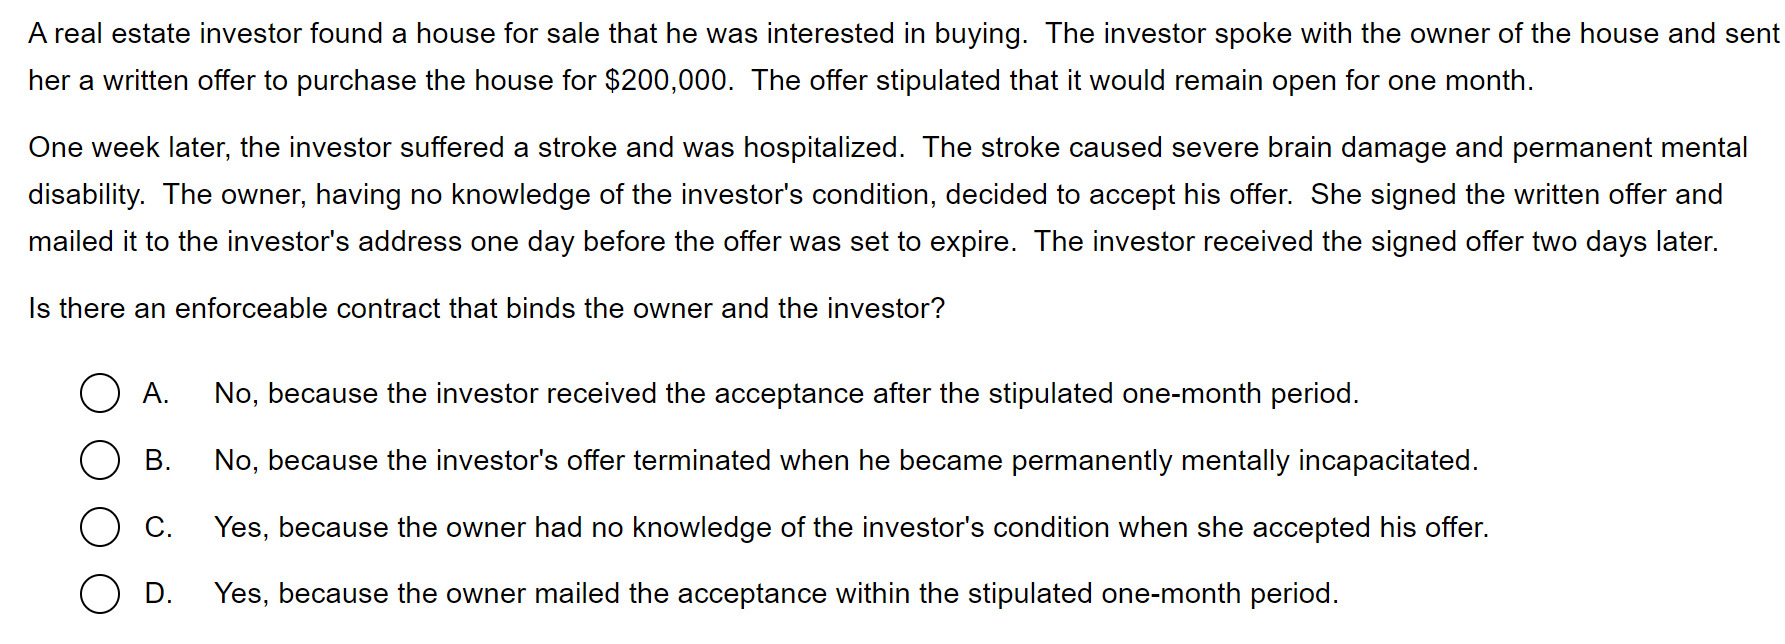 A real estate investor found a house for sale that he was interested in buying.  The investor spoke with the owner of the house and sent
her a written offer to purchase the house for $200,000.  The offer stipulated that it would remain open for one month.
One week later, the investor suffered a stroke and was hospitalized.  The stroke caused severe brain damage and permanent mental
disability.  The owner, having no knowledge of the investor's condition, decided to accept his offer.  She signed the written offer and
mailed it to the investor's address one day before the offer was set to expire.  The investor received the signed offer two days later.
Is there an enforceable contract that binds the owner and the investor?
A. No, because the investor received the acceptance after the stipulated one-month period.
B. No, because the investor's offer terminated when he became permanently mentally incapacitated.
C. Yes, because the owner had no knowledge of the investor's condition when she accepted his offer.
D. Yes, because the owner mailed the acceptance within the stipulated one-month period.